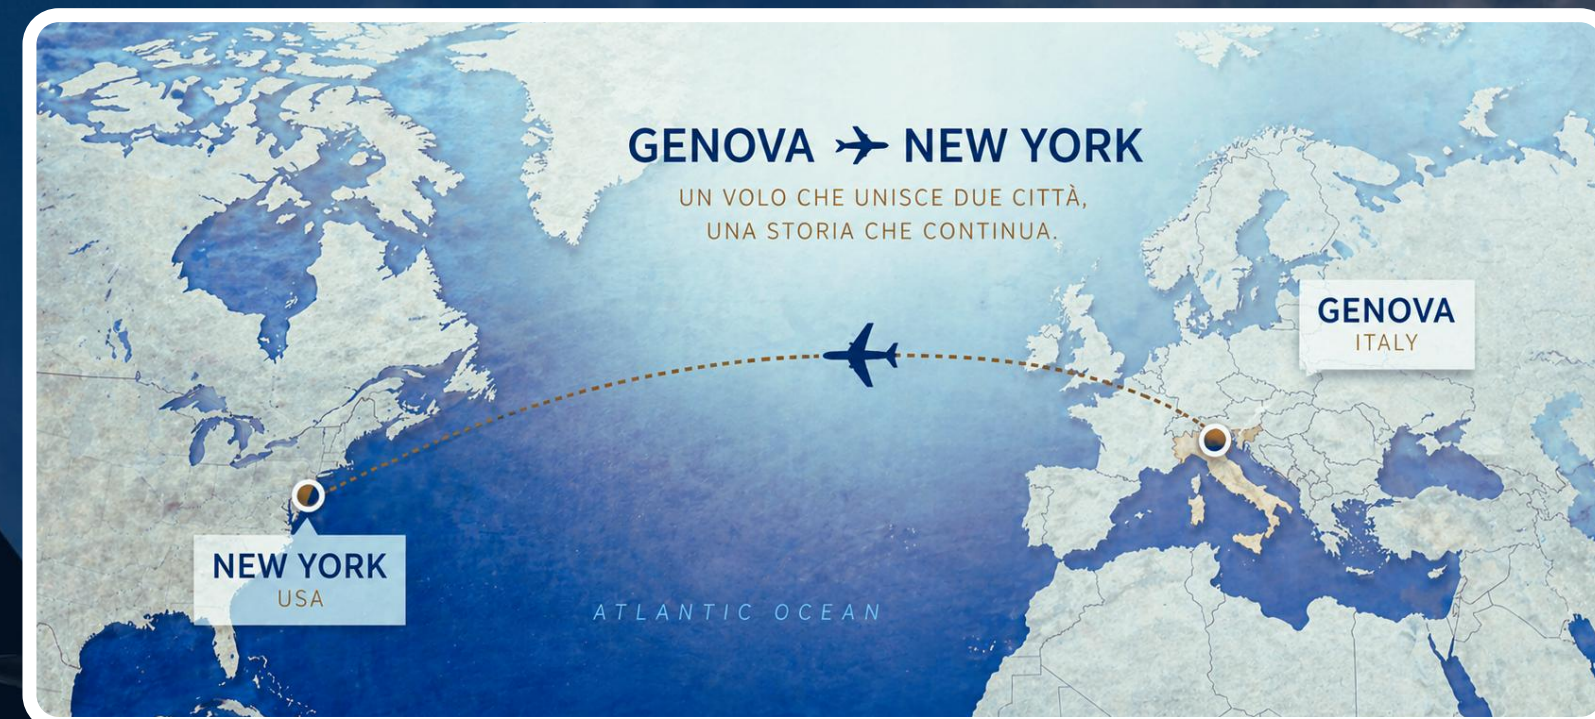 GENOVA NEW YORK
UN VOLO CHE UNISCE DUE CITTÀ,
UNA STORIA CHE CONTINUA.
GENOVA
ITALY
NEW YORK
USA
ATLANTIC OCEAN